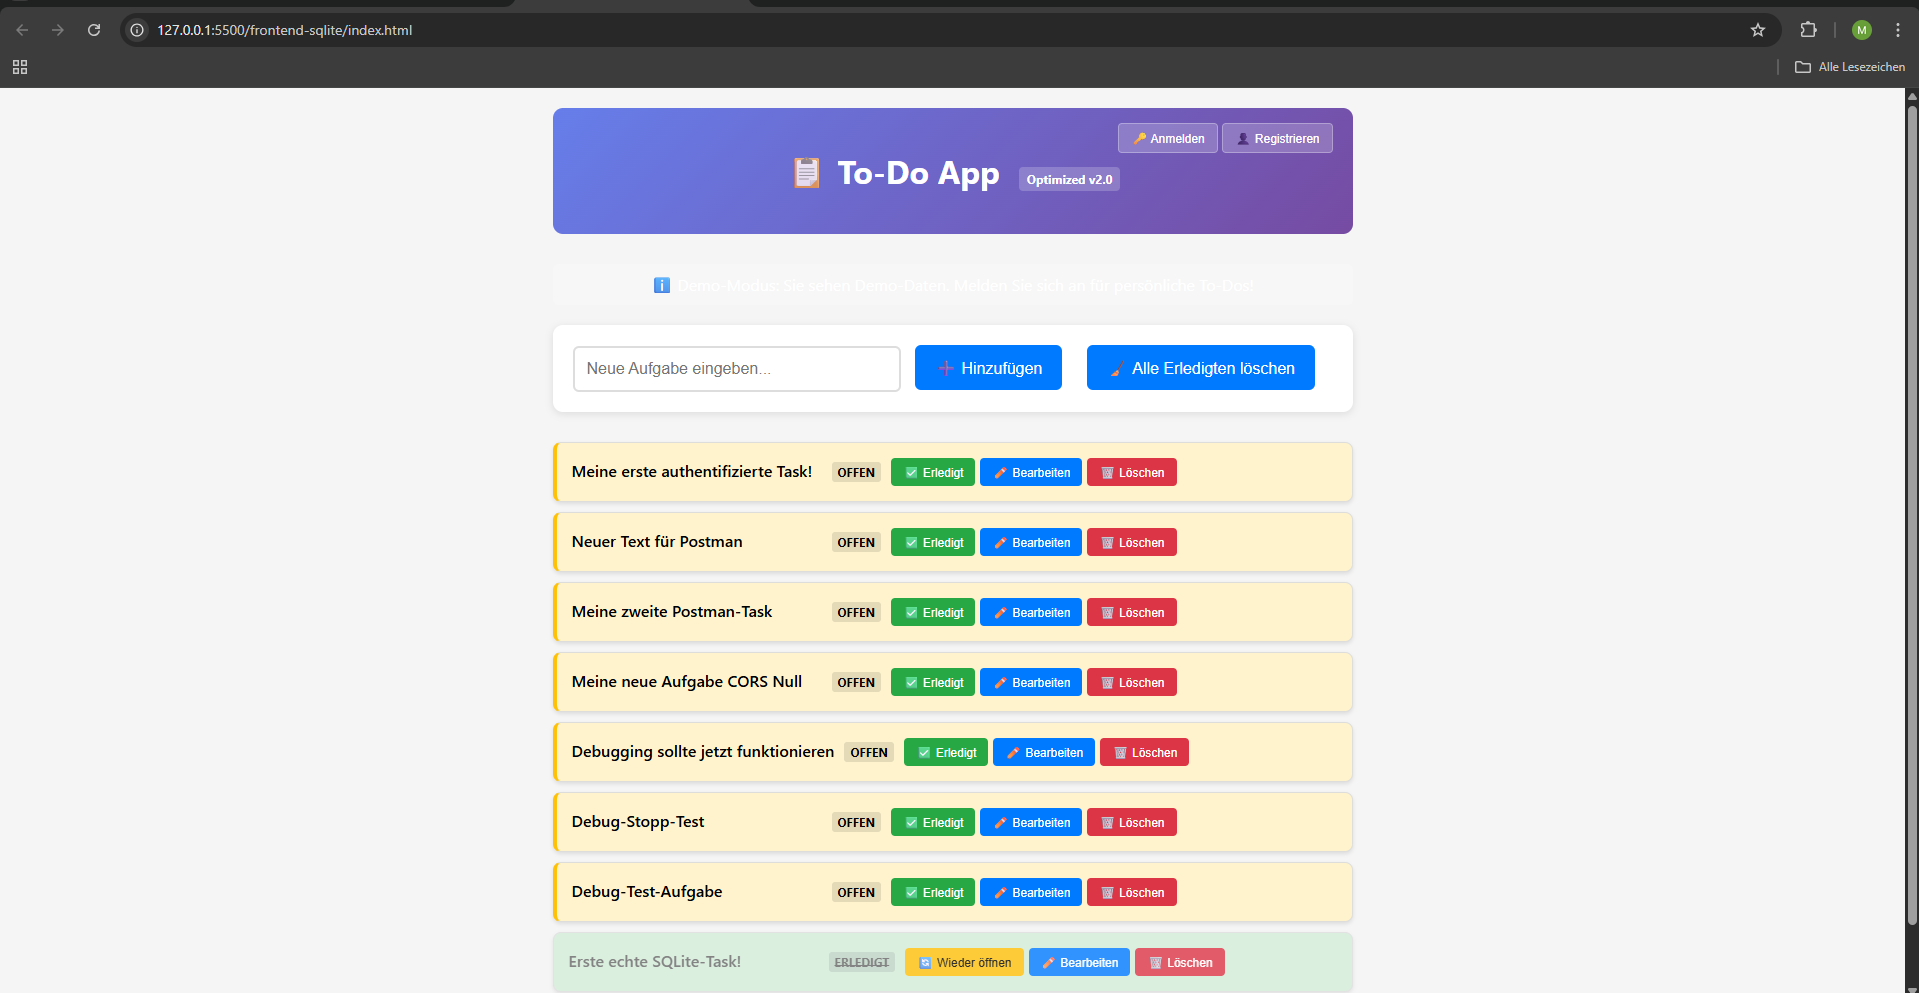 127.0.0.1:5500/frontend-sqlite/index.html
M
Alle Lesezeichen
Anmelden Registrieren
To-Do App Optimized v2.0
Demo-Modus: Sie sehen Demo-Daten. Melden Sie sich an für persönliche To-Dos!
Neue Aufgabe eingeben... Hinzufügen Alle Erledigten löschen
Meine erste authentifizierte Task! OFFEN Erledigt Bearbeiten Löschen
Neuer Text für Postman OFFEN Erledigt Bearbeiten Löschen
Meine zweite Postman-Task OFFEN Erledigt Bearbeiten Löschen
Meine neue Aufgabe CORS Null OFFEN Erledigt Bearbeiten Löschen
Debugging sollte jetzt funktionieren OFFEN Erledigt Bearbeiten Löschen
Debug-Stopp-Test OFFEN Erledigt Bearbeiten Löschen
Debug-Test-Aufgabe OFFEN Erledigt Bearbeiten Löschen
Erste echte SQLite-Task! ERLEDIGT Wieder öffnen Bearbeiten Löschen